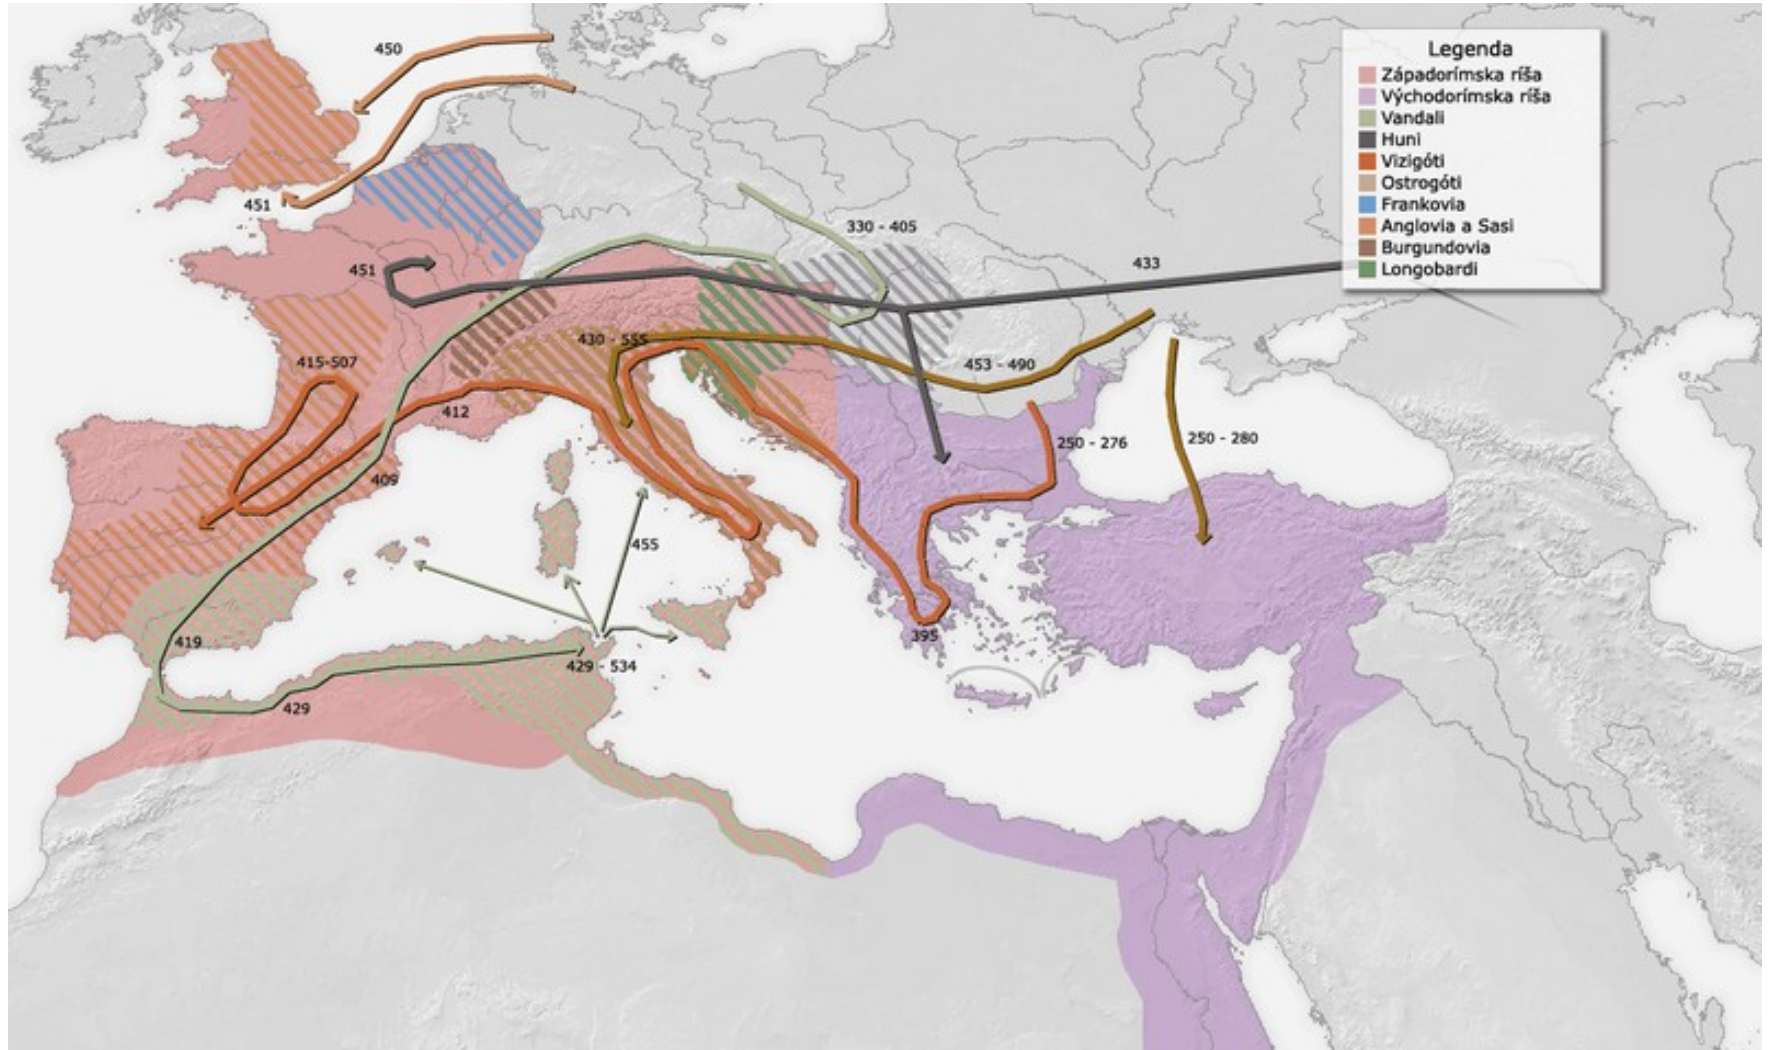 450
451
Legenda
Západorímska ríša
Východorímska ríša
Vandali
Huni
Vizigóti
Ostrogóti
Frankovia
Anglovia a Sasi
Burgundovia
Longobardi
330 - 405
433
451
430 - 555
415-507
453 - 490
412
250 - 276
250 - 280
409
455
419
395
429 - 534
429